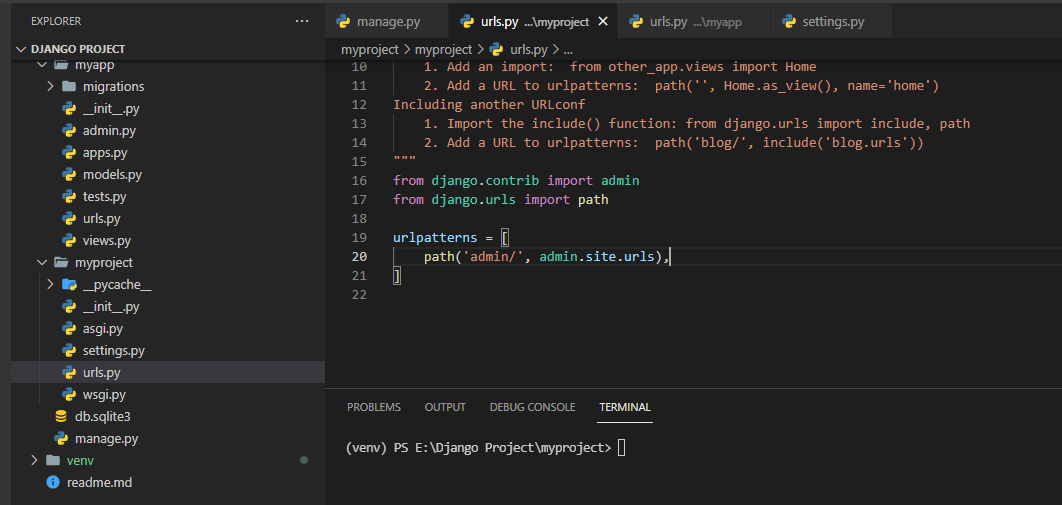 EXPLORER
DJANGO PROJECT
myapp
migrations
__init__.py
admin.py
apps.py
models.py
tests.py
urls.py
views.py
myproject
__pycache__
__init__.py
asgi.py
settings.py
urls.py
wsgi.py
db.sqlite3
manage.py
venv
readme.md
manage.py urls.py ...\myproject urls.py ...\myapp settings.py
myproject > myproject > urls.py > ...
10 1. Add an import:  from other_app.views import Home
11 2. Add a URL to urlpatterns:  path('', Home.as_view(), name='home')
12 Including another URLconf
13 1. Import the include() function: from django.urls import include, path
14 2. Add a URL to urlpatterns:  path('blog/', include('blog.urls'))
15 """
16 from django.contrib import admin
17 from django.urls import path
18
19 urlpatterns = [
20 path('admin/', admin.site.urls),
21 ]
22
PROBLEMS OUTPUT DEBUG CONSOLE TERMINAL
(venv) PS E:\Django Project\myproject>